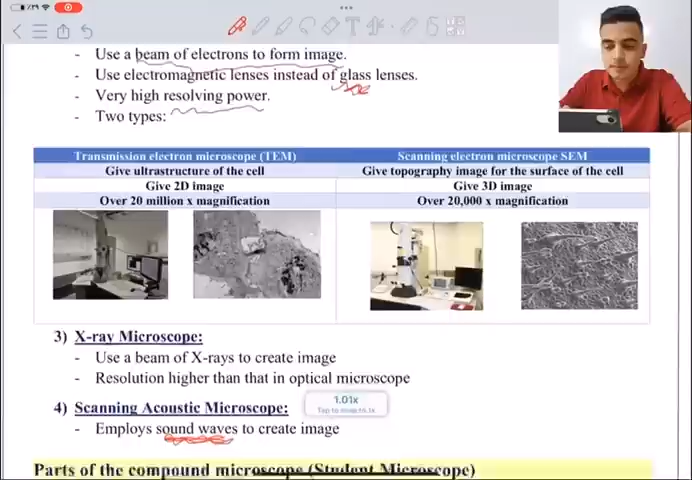 - Use a beam of electrons to form image.
- Use electromagnetic lenses instead of glass lenses.
- Very high resolving power.
- Two types:
Transmission electron microscope (TEM)
Scanning electron microscope SEM
Give ultrastructure of the cell
Give topography image for the surface of the cell
Give 2D image
Give 3D image
Over 20 million x magnification
Over 20,000 x magnification
3) X-ray Microscope:
- Use a beam of X-rays to create image
- Resolution higher than that in optical microscope
4) Scanning Acoustic Microscope:
1.01x
- Employs sound waves to create image
Parts of the compound microscope (Student Microscope)